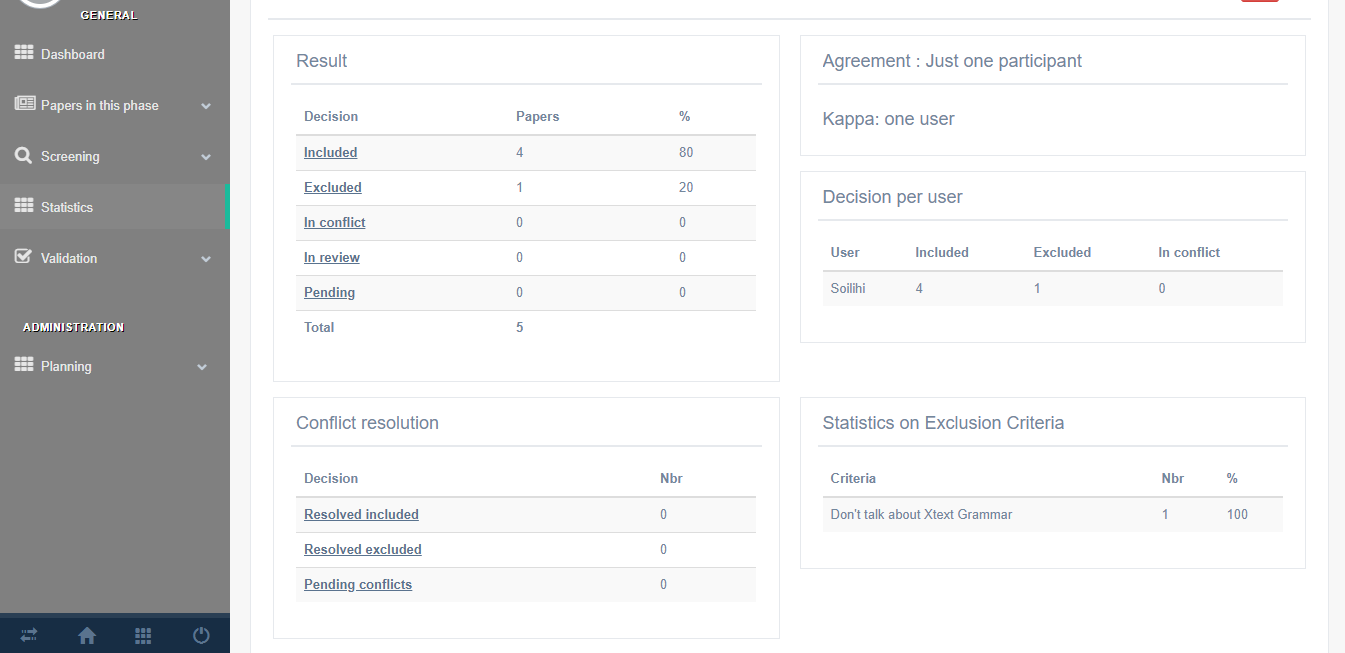 GENERAL
Dashboard
Papers in this phase
Screening
Statistics
Validation
ADMINISTRATION
Planning
Result
Decision Papers %
Included 4 80
Excluded 1 20
In conflict 0 0
In review 0 0
Pending 0 0
Total 5
Agreement : Just one participant
Kappa: one user
Decision per user
User Included Excluded In conflict
Soilihi 4 1 0
Conflict resolution
Decision Nbr
Resolved included 0
Resolved excluded 0
Pending conflicts 0
Statistics on Exclusion Criteria
Criteria Nbr %
Don't talk about Xtext Grammar 1 100